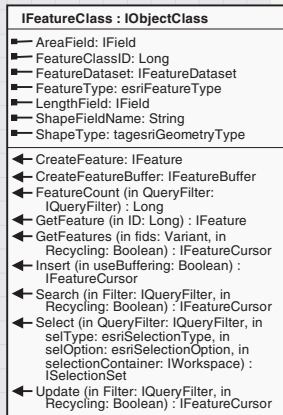 IFeatureClass : IObjectClass
AreaField: IField
FeatureClassID: Long
FeatureDataset: IFeatureDataset
FeatureType: esriFeatureType
LengthField: IField
ShapeFieldName: String
ShapeType: tagesriGeometryType
CreateFeature: IFeature
CreateFeatureBuffer: IFeatureBuffer
FeatureCount (in QueryFilter:
IQueryFilter) : Long
GetFeature (in ID: Long) : IFeature
GetFeatures (in fids: Variant, in
Recycling: Boolean) : IFeatureCursor
Insert (in useBuffering: Boolean) :
IFeatureCursor
Search (in Filter: IQueryFilter, in
Recycling: Boolean) : IFeatureCursor
Select (in QueryFilter: IQueryFilter, in
selType: esriSelectionType, in
selOption: esriSelectionOption, in
selectionContainer: IWorkspace) :
ISelectionSet
Update (in Filter: IQueryFilter, in
Recycling: Boolean) : IFeatureCursor